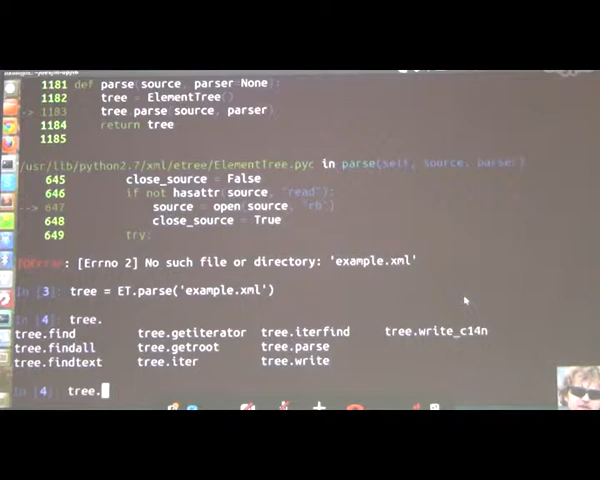 1181 def parse(source, parser=None):
1182     tree = ElementTree()
-> 1183     tree parse(source, parser)
1184     return tree
1185
/usr/lib/python2.7/xml/etree/ElementTree.pyc in parse(self, source, parser)
645         close_source = False
646         if not hasattr(source, "read"):
--> 647             source = open(source, "rb")
648             close_source = True
649         try:
IOError: [Errno 2] No such file or directory: 'example.xml'
In [3]: tree = ET.parse('example.xml')
In [4]: tree.
tree.find tree.getiterator tree.iterfind tree.write_c14n
tree.findall tree.getroot tree.parse
tree.findtext tree.iter tree.write
In [4]: tree.